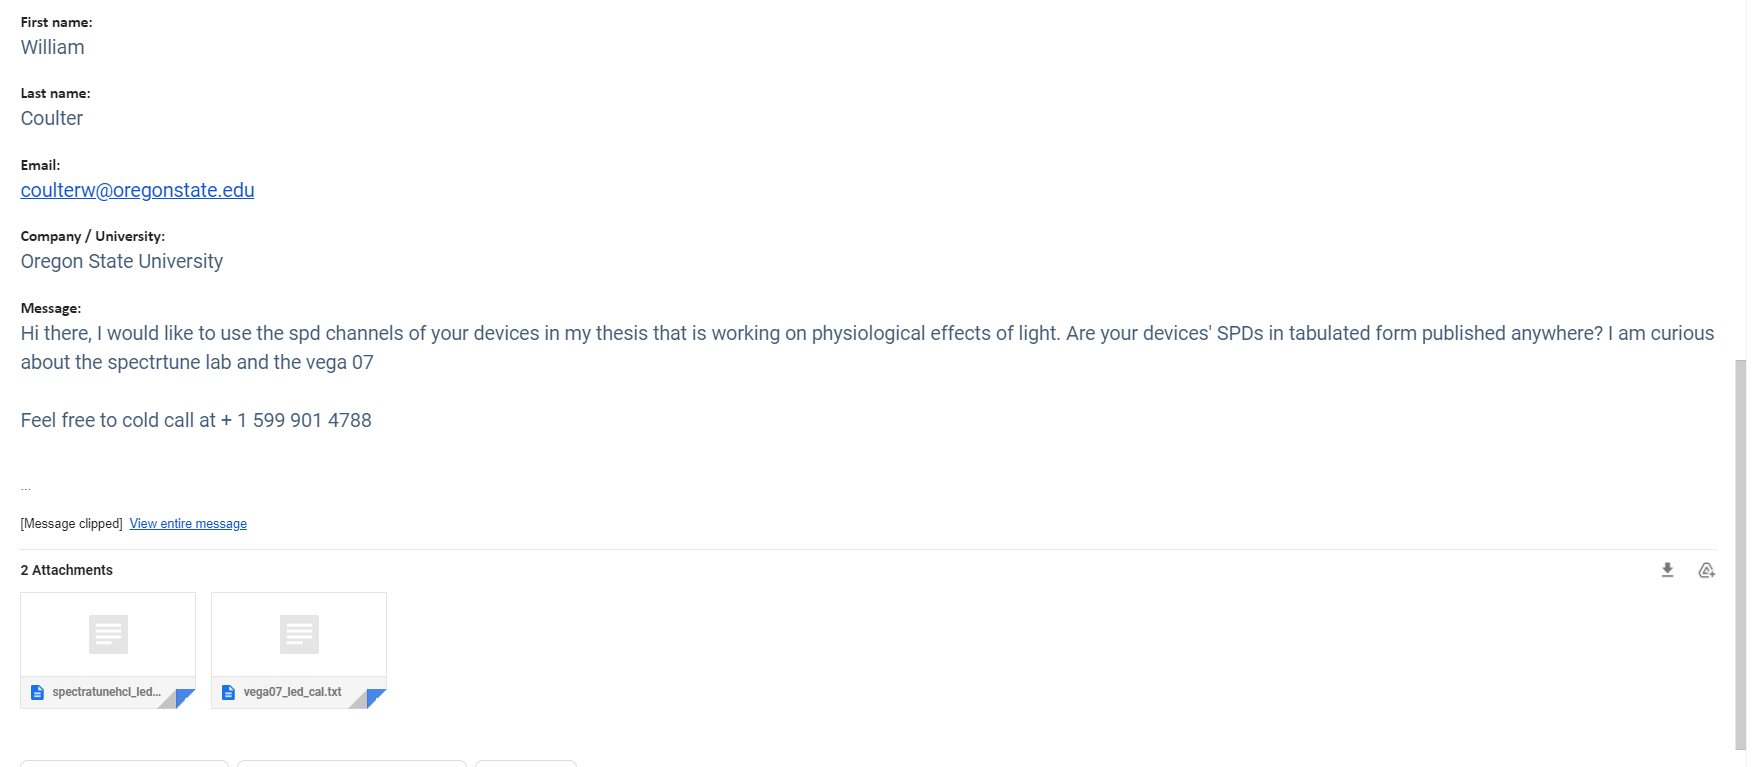 First name:
William
Last name:
Coulter
Email:
coulterw@oregonstate.edu
Company / University:
Oregon State University
Message:
Hi there, I would like to use the spd channels of your devices in my thesis that is working on physiological effects of light. Are your devices' SPDs in tabulated form published anywhere? I am curious
about the spectrtune lab and the vega 07
Feel free to cold call at + 1 599 901 4788
...
[Message clipped] View entire message
2 Attachments
spectratunehcl_led...
vega07_led_cal.txt